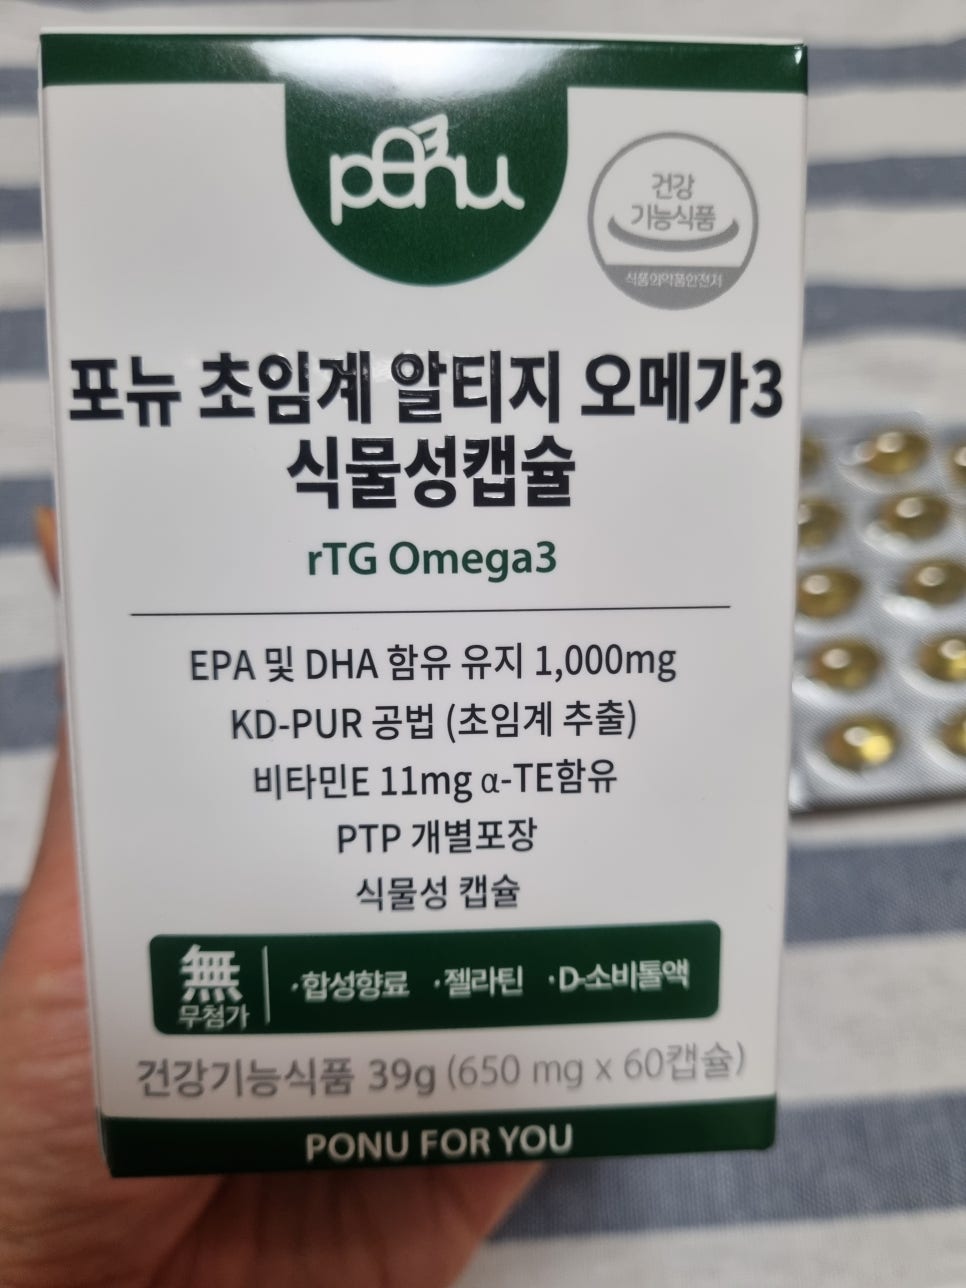 ponu
건강
기능식품
식품의약품안전처
포뉴 초임계 알티지 오메가3
식물성캡슐
rTG Omega3
EPA 및 DHA 함유 유지 1,000mg
KD-PUR 공법 (초임계 추출)
비타민E 11mg α-TE함유
PTP 개별포장
식물성 캡슐
無
무첨가
·합성향료 ·젤라틴 ·D-소비톨액
건강기능식품 39g (650 mg x 60캡슐)
PONU FOR YOU